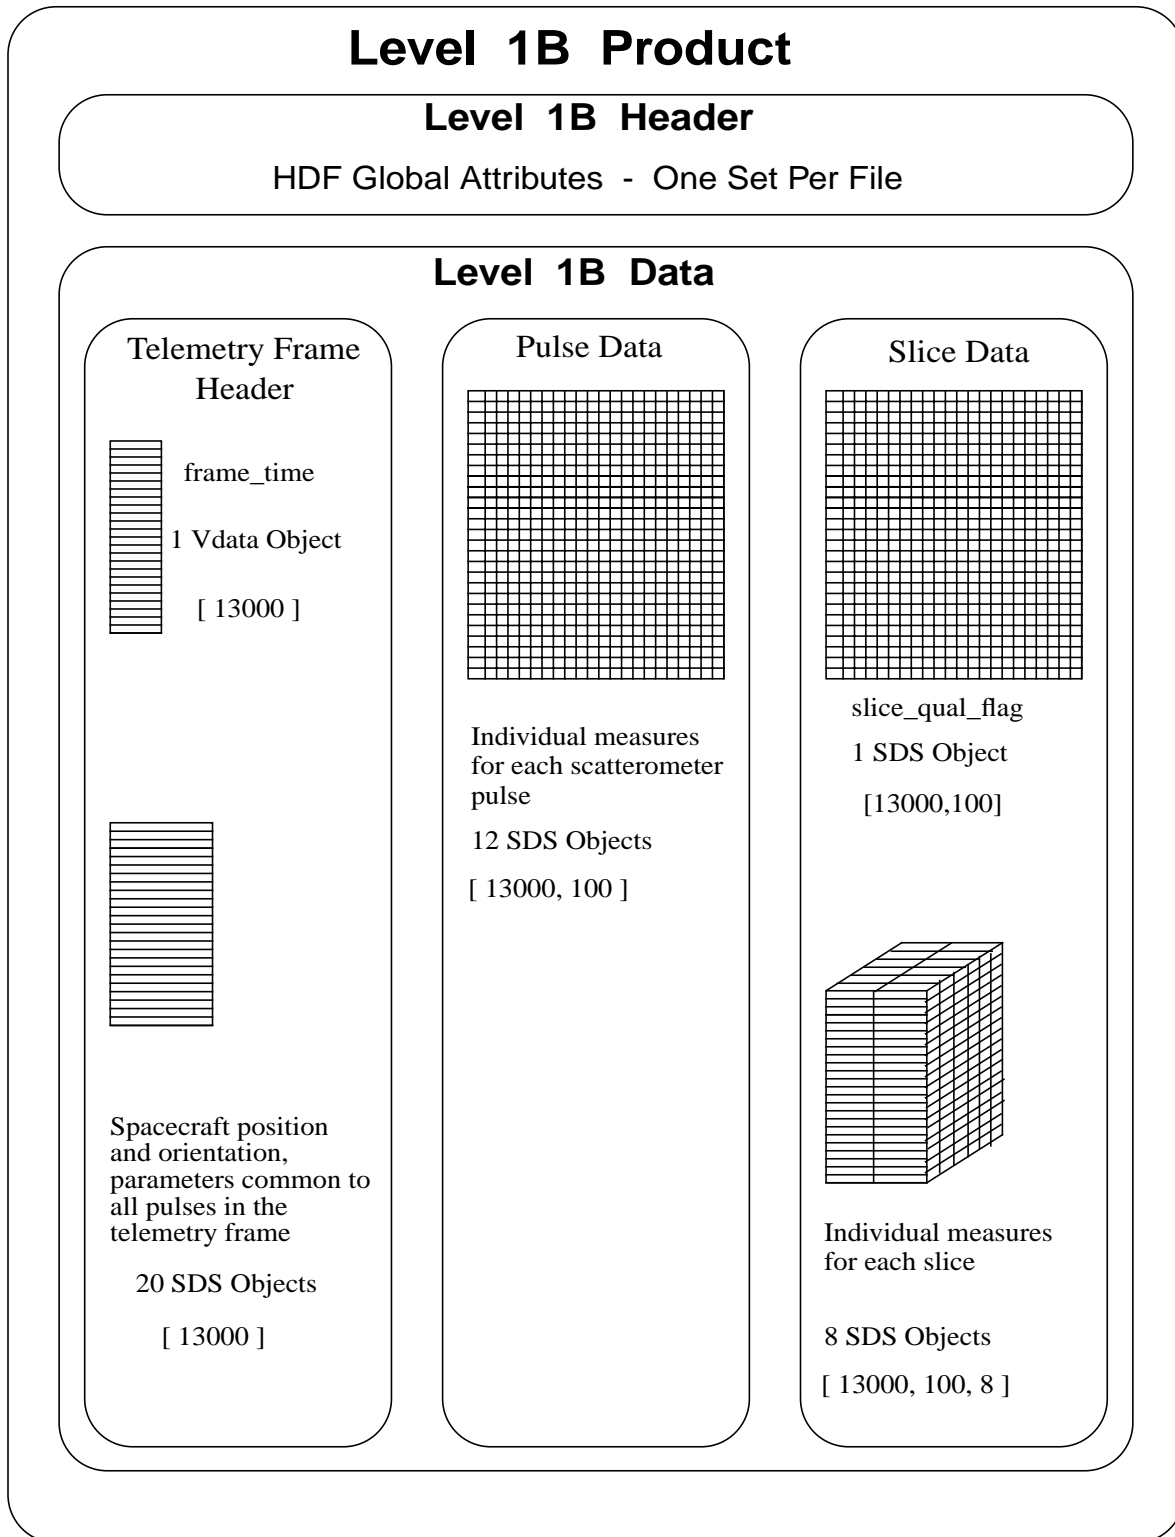 Level 1B Product
Level 1B Header
HDF Global Attributes - One Set Per File
Level 1B Data
Telemetry Frame
Header
frame_time
1 Vdata Object
[ 13000 ]
Spacecraft position
and orientation,
parameters common to
all pulses in the
telemetry frame
20 SDS Objects
[ 13000 ]
Pulse Data
Individual measures
for each scatterometer
pulse
12 SDS Objects
[ 13000, 100 ]
Slice Data
slice_qual_flag
1 SDS Object
[13000,100]
Individual measures
for each slice
8 SDS Objects
[ 13000, 100, 8 ]